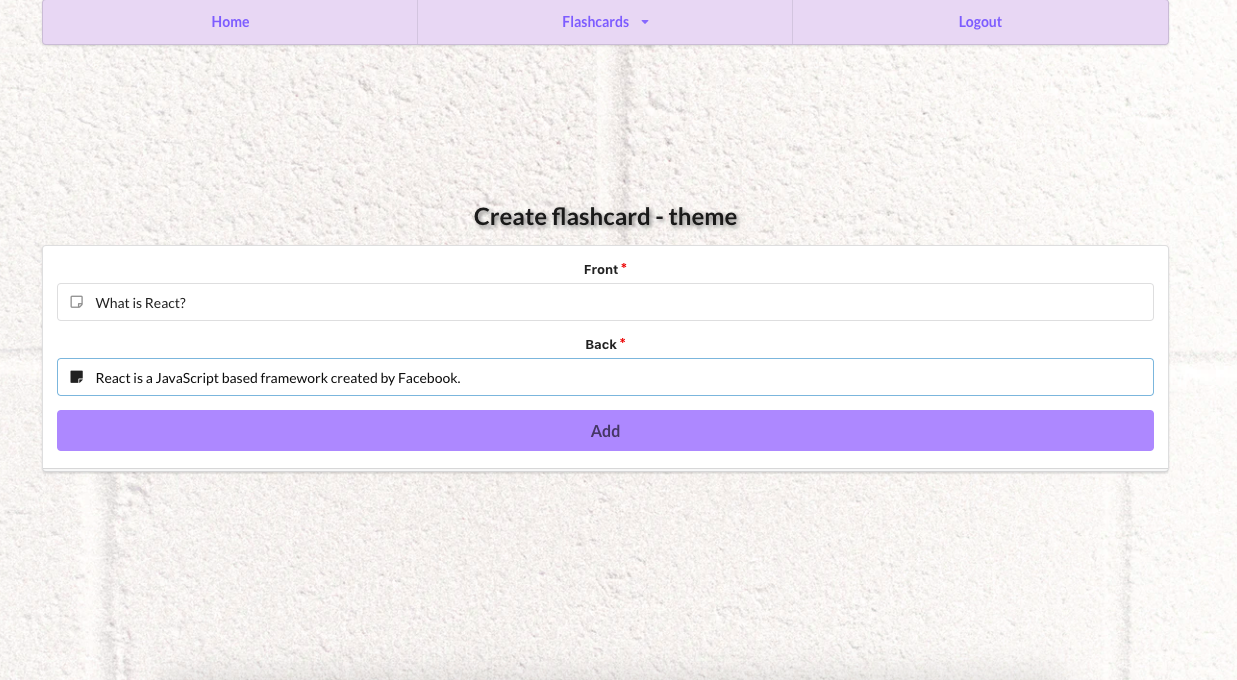 Home Flashcards Logout
Create flashcard - theme
Front *
What is React?
Back *
React is a JavaScript based framework created by Facebook.
Add